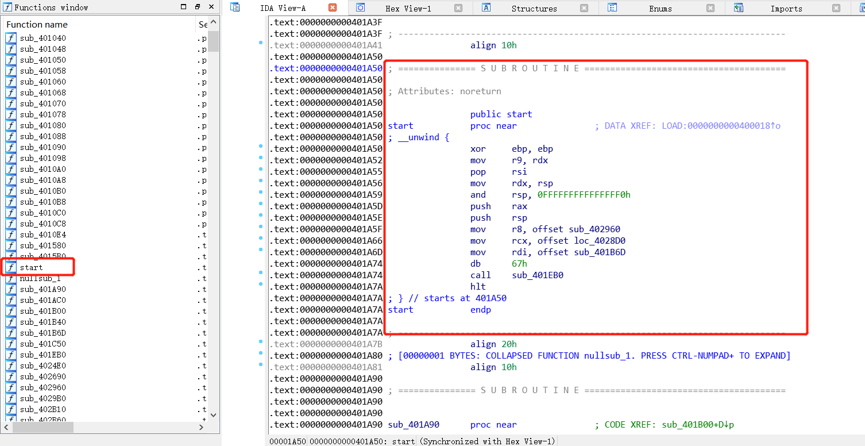 Functions window
IDA View-A
Hex View-1
Structures
Enums
Imports
Function name
Se
sub_401040
.p
sub_401048
.p
sub_401050
.p
sub_401058
.p
sub_401060
.p
sub_401068
.p
sub_401070
.p
sub_401078
.p
sub_401080
.p
sub_401088
.p
sub_401090
.p
sub_401098
.p
sub_4010A0
.p
sub_4010A8
.p
sub_4010B0
.p
sub_4010B8
.p
sub_4010C0
.p
sub_4010C8
.p
sub_4010E4
.t
sub_401580
.t
sub_4015B0
.t
start
.t
nullsub_1
.t
sub_401A90
.t
sub_401AC0
.t
sub_401B00
.t
sub_401B40
.t
sub_401B6D
.t
sub_401C50
.t
sub_401EB0
.t
sub_4024E0
.t
sub_402690
.t
sub_402960
.t
sub_4029B0
.t
sub_402B10
.t
sub_402B60
.t
.text:0000000000401A3F
.text:0000000000401A3F ; ---------------------------------------------------------------------------
.text:0000000000401A41 align 10h
.text:0000000000401A50
.text:0000000000401A50 ; =============== S U B R O U T I N E =======================================
.text:0000000000401A50
.text:0000000000401A50 ; Attributes: noreturn
.text:0000000000401A50
.text:0000000000401A50 public start
.text:0000000000401A50 start proc near ; DATA XREF: LOAD:0000000000400018↑o
.text:0000000000401A50 ; __unwind {
.text:0000000000401A50 xor ebp, ebp
.text:0000000000401A52 mov r9, rdx
.text:0000000000401A55 pop rsi
.text:0000000000401A56 mov rdx, rsp
.text:0000000000401A59 and rsp, 0FFFFFFFFFFFFFFF0h
.text:0000000000401A5D push rax
.text:0000000000401A5E push rsp
.text:0000000000401A5F mov r8, offset sub_402960
.text:0000000000401A66 mov rcx, offset loc_4028D0
.text:0000000000401A6D mov rdi, offset sub_401B6D
.text:0000000000401A74 db 67h
.text:0000000000401A74 call sub_401EB0
.text:0000000000401A7A hlt
.text:0000000000401A7A ; } // starts at 401A50
.text:0000000000401A7A start endp
.text:0000000000401A7A
.text:0000000000401A7A ; ---------------------------------------------------------------------------
.text:0000000000401A7B align 20h
.text:0000000000401A80 ; [00000001 BYTES: COLLAPSED FUNCTION nullsub_1. PRESS CTRL-NUMPAD+ TO EXPAND]
.text:0000000000401A81 align 10h
.text:0000000000401A90
.text:0000000000401A90 ; =============== S U B R O U T I N E =======================================
.text:0000000000401A90
.text:0000000000401A90
.text:0000000000401A90 sub_401A90 proc near ; CODE XREF: sub_401B00+D↓p
00001A50 0000000000401A50: start (Synchronized with Hex View-1)